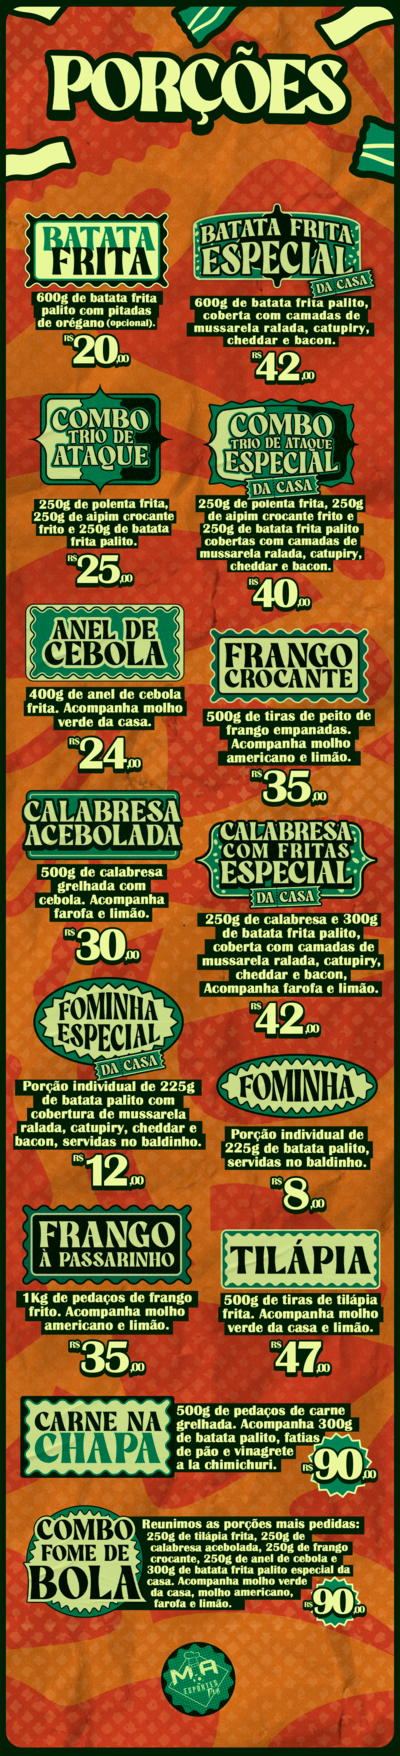 PORÇÕES
BATATA
FRITA
600g de batata frita
palito com pitadas
de orégano (opcional).
R$ 20,00
BATATA FRITA
ESPECIAL
DA CASA
600g de batata frita palito,
coberta com camadas de
mussarela ralada, catupiry,
cheddar e bacon.
R$ 42,00
COMBO
TRIO DE
ATAQUE
250g de polenta frita,
250g de aipim crocante
frito e 250g de batata
frita palito.
R$ 25,00
COMBO
TRIO DE ATAQUE
ESPECIAL
DA CASA
250g de polenta frita, 250g
de aipim crocante frito e
250g de batata frita palito
cobertas com camadas de
mussarela ralada, catupiry,
cheddar e bacon.
R$ 40,00
ANEL DE
CEBOLA
400g de anel de cebola
frita. Acompanha molho
verde da casa.
R$ 24,00
FRANGO
CROCANTE
500g de tiras de peito de
frango empanadas.
Acompanha molho
americano e limão.
R$ 35,00
CALABRESA
ACEBOLADA
500g de calabresa
grelhada com
cebola. Acompanha
farofa e limão.
R$ 30,00
CALABRESA
COM FRITAS
ESPECIAL
DA CASA
250g de calabresa e 300g
de batata frita palito,
coberta com camadas de
mussarela ralada, catupiry,
cheddar e bacon,
Acompanha farofa e limão.
R$ 42,00
FOMINHA
ESPECIAL
DA CASA
Porção individual de 225g
de batata palito com
cobertura de mussarela
ralada, catupiry, cheddar e
bacon, servidas no baldinho.
R$ 12,00
FOMINHA
Porção individual de
225g de batata palito,
servidas no baldinho.
R$ 8,00
FRANGO
À PASSARINHO
1Kg de pedaços de frango
frito. Acompanha molho
americano e limão.
R$ 35,00
TILÁPIA
500g de tiras de tilápia
frita. Acompanha molho
verde da casa e limão.
R$ 47,00
CARNE NA
CHAPA
500g de pedaços de carne
grelhada. Acompanha 300g
de batata palito, fatias
de pão e vinagrete
a la chimichuri.
R$ 90,00
COMBO
FOME DE
BOLA
Reunimos as porções mais pedidas:
250g de tilápia frita, 250g de
calabresa acebolada, 250g de frango
crocante, 250g de anel de cebola e
300g de batata frita palito especial da
casa. Acompanha molho verde
da casa, molho americano,
farofa e limão.
R$ 90,00
M.A
ESPORTES